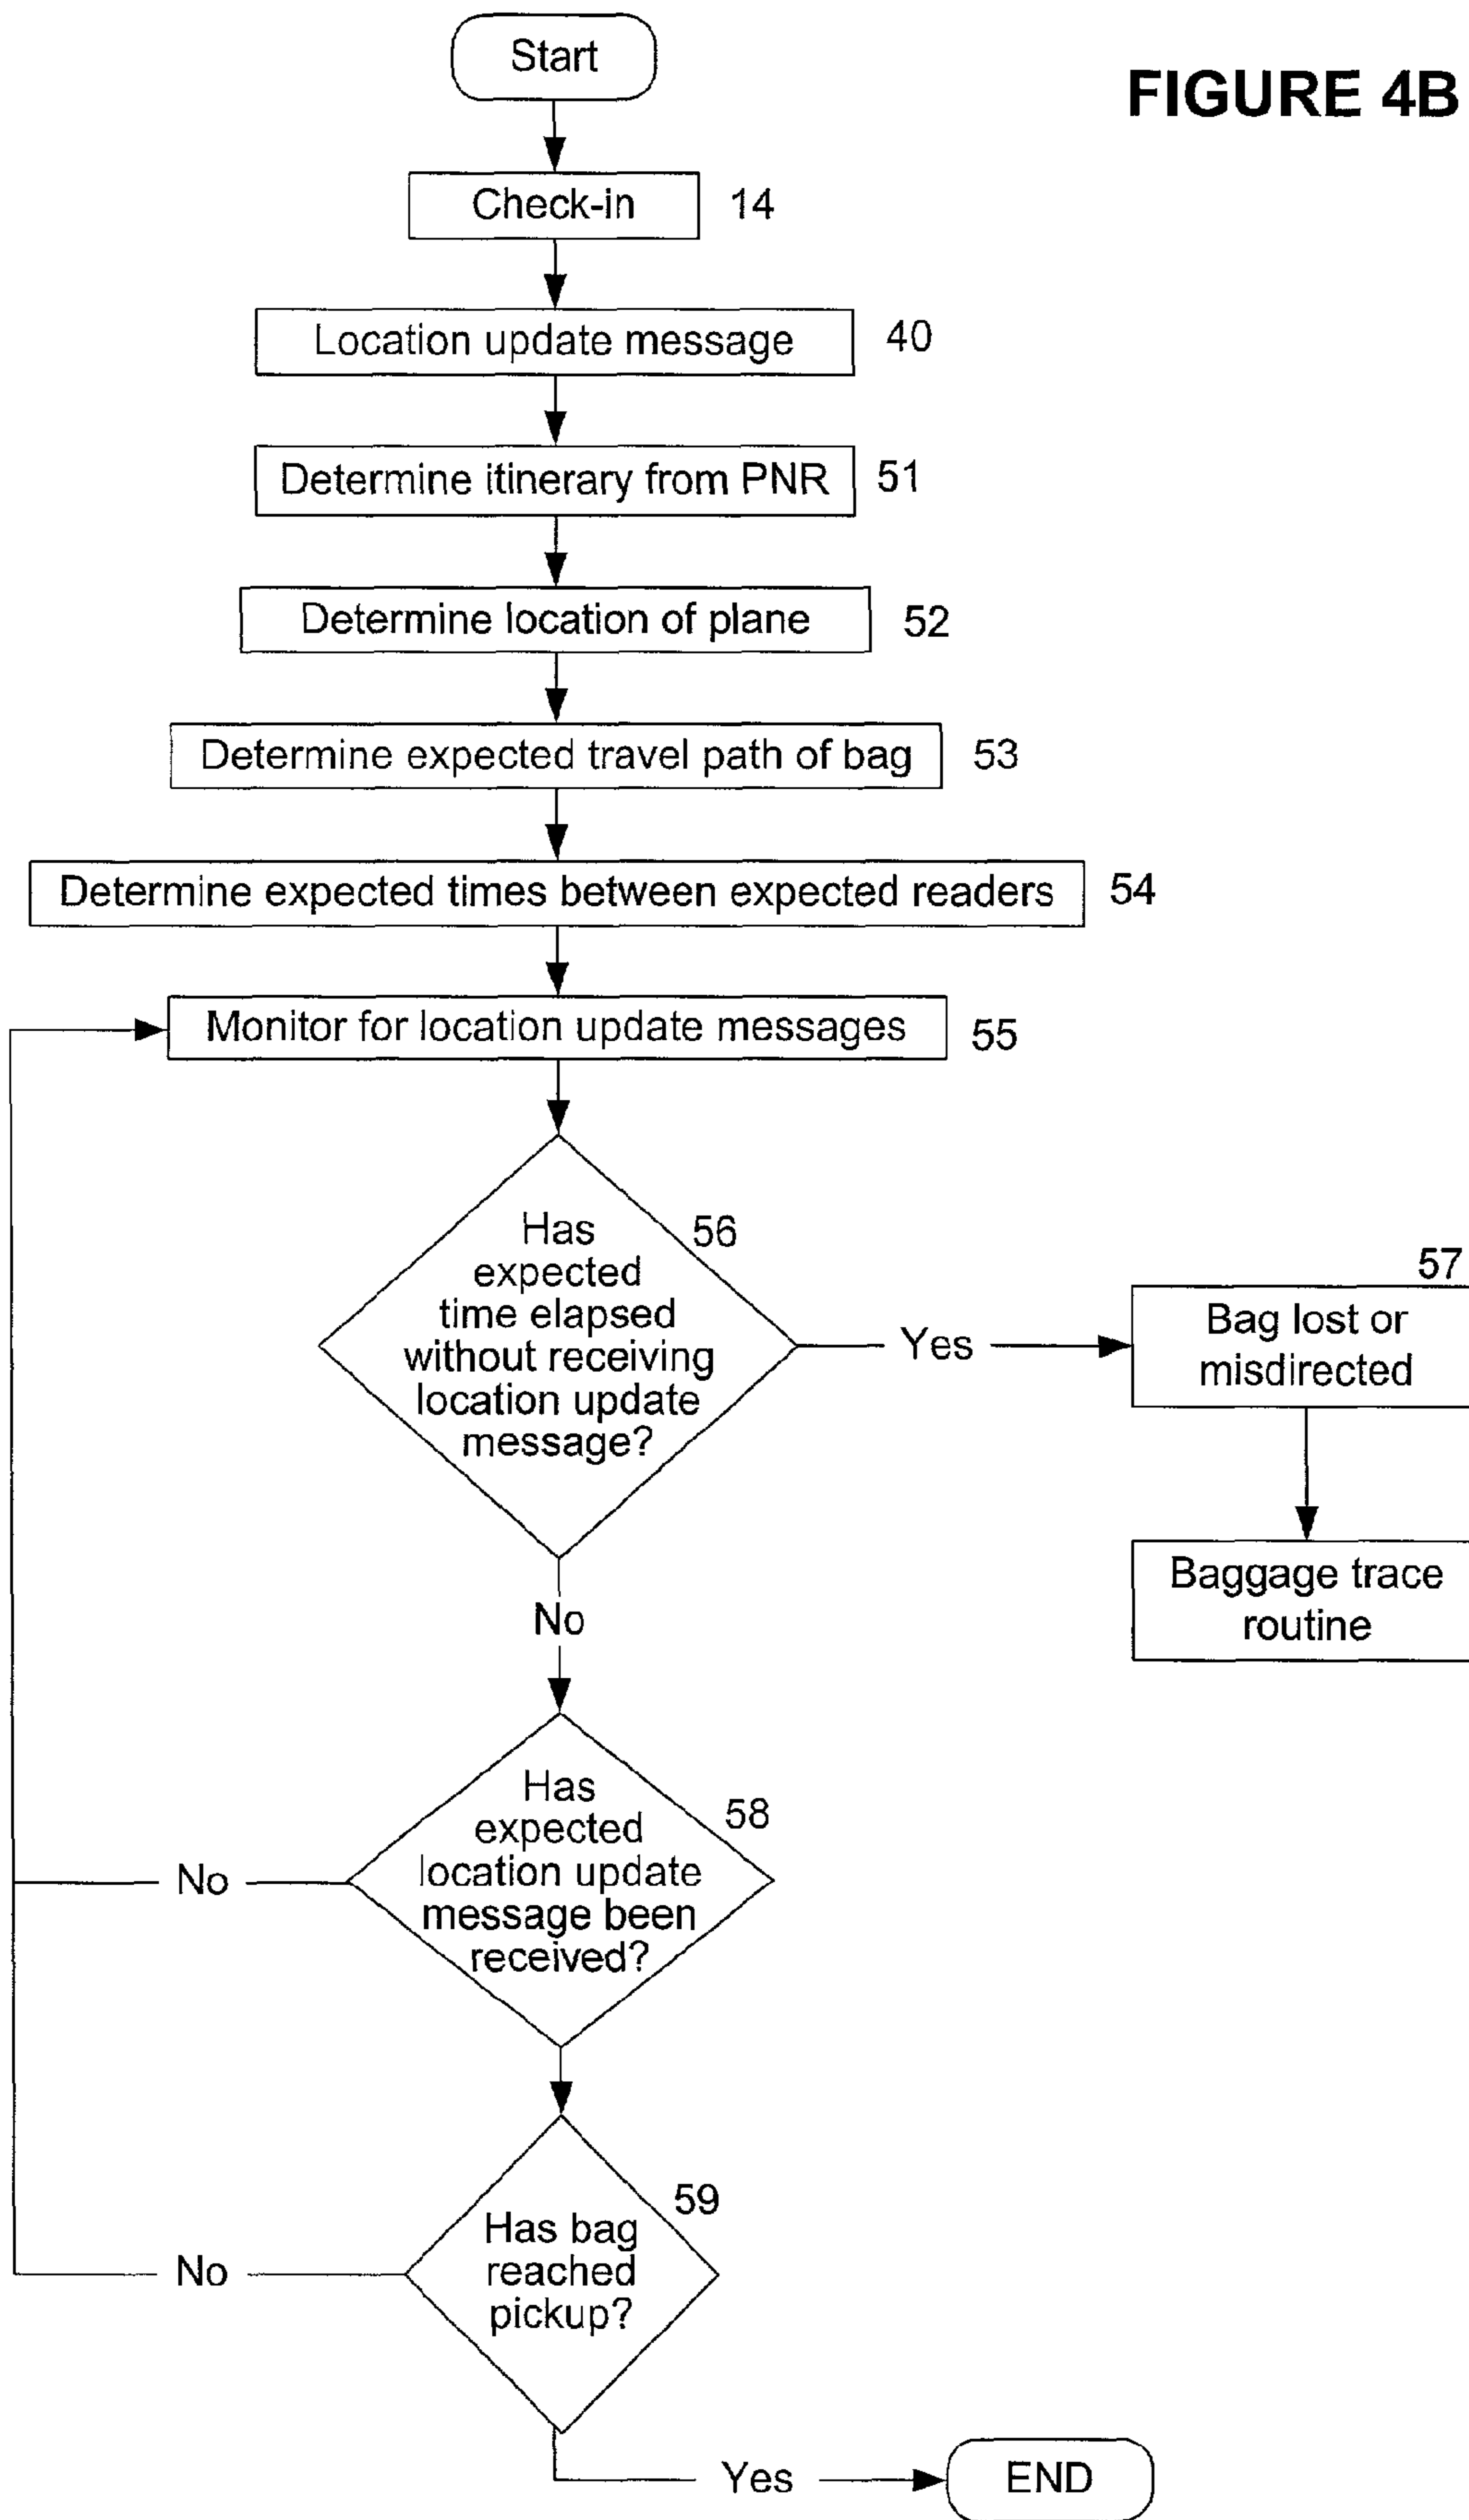 Start
FIGURE 4B
Check-in 14
Location update message 40
Determine itinerary from PNR 51
Determine location of plane 52
Determine expected travel path of bag 53
Determine expected times between expected readers 54
Monitor for location update messages 55
Has
expected
time elapsed
without receiving
location update
message?
56
Yes
57
Bag lost or
misdirected
Baggage trace
routine
No
Has
expected
location update
message been
received?
58
No
Has bag
reached
pickup?
59
No
Yes
END